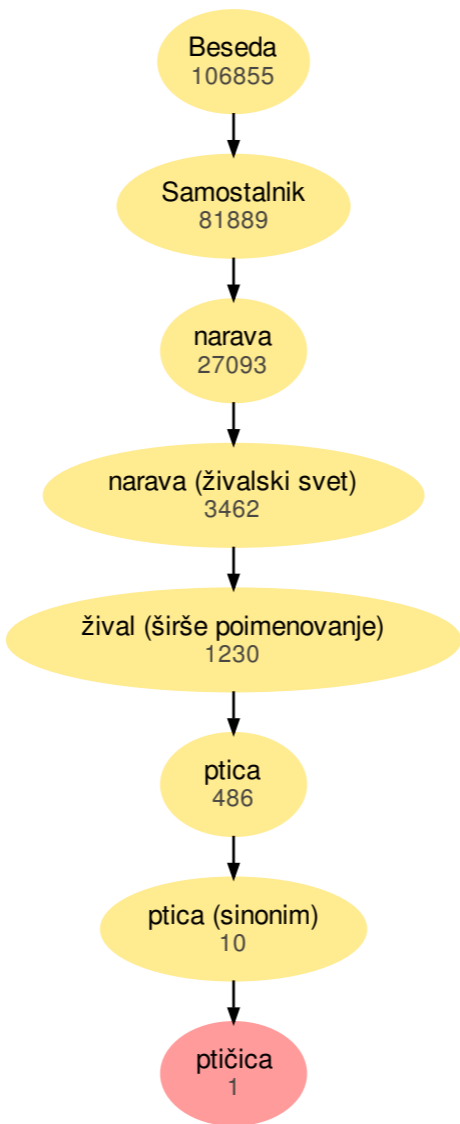 Beseda
106855
Samostalnik
81889
narava
27093
narava (živalski svet)
3462
žival (širše poimenovanje)
1230
ptica
486
ptica (sinonim)
10
ptičica
1